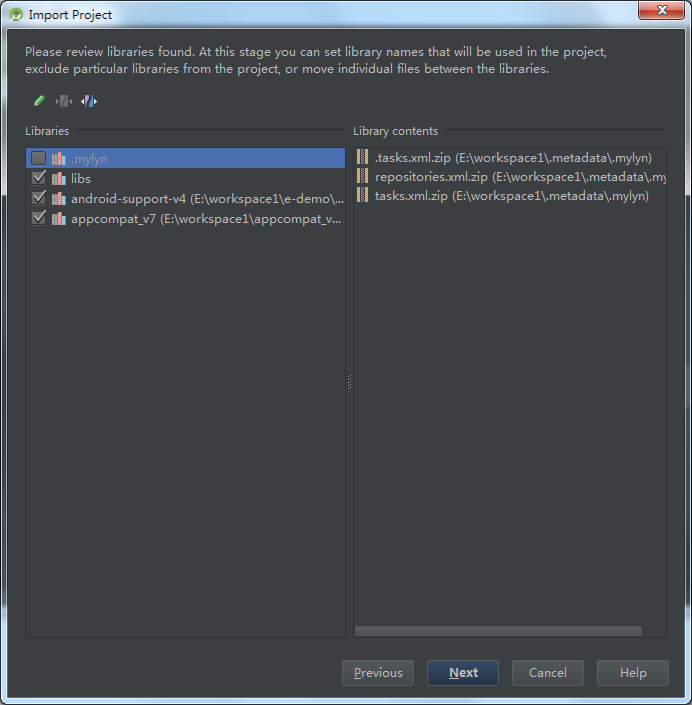 Import Project
Please review libraries found. At this stage you can set library names that will be used in the project,
exclude particular libraries from the project, or move individual files between the libraries.
Libraries
.mylyn
libs
android-support-v4 (E:\workspace1\e-demo\...
appcompat_v7 (E:\workspace1\appcompat_v...
Library contents
.tasks.xml.zip (E:\workspace1\.metadata\.mylyn)
repositories.xml.zip (E:\workspace1\.metadata\.my
tasks.xml.zip (E:\workspace1\.metadata\.mylyn)
Previous
Next
Cancel
Help